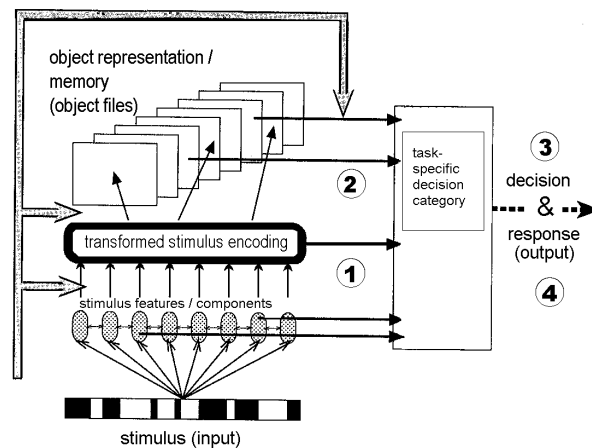 object representation /
memory
(object files)
task-
specific
decision
category
3
decision
&
response
(output)
4
2
transformed stimulus encoding
1
stimulus features / components
stimulus (input)